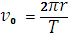 v₀ = 2πr/T